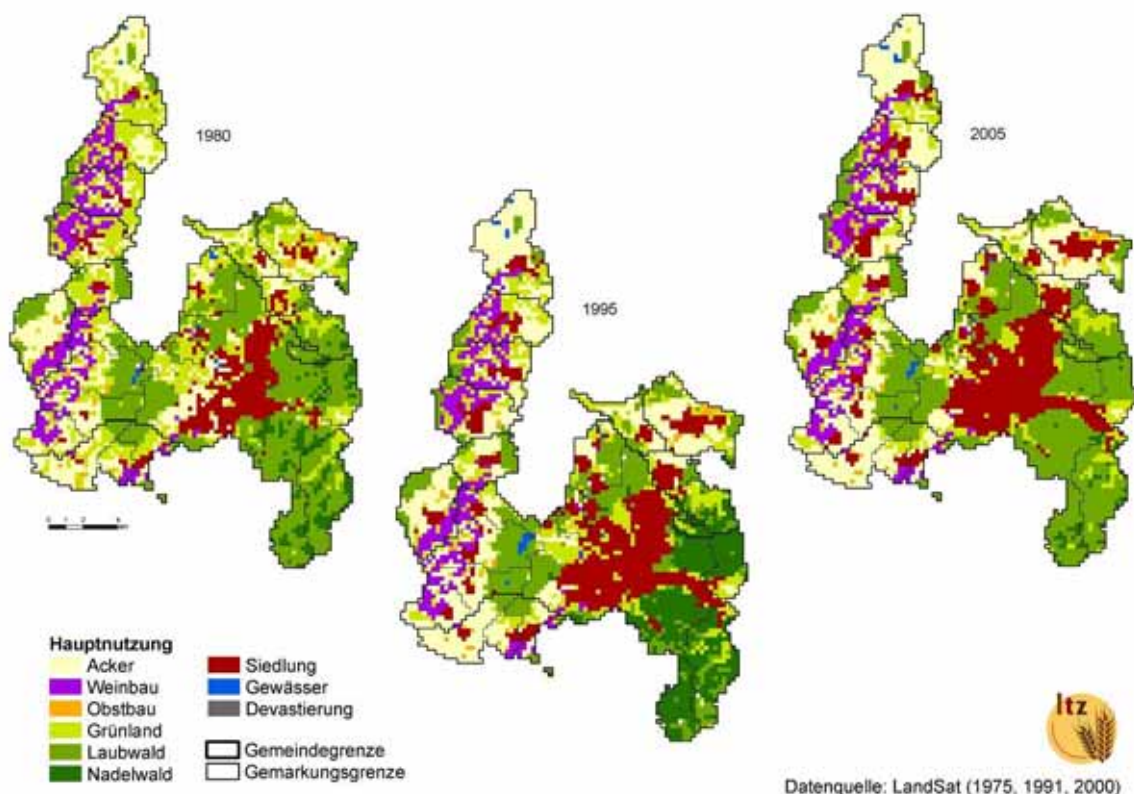 1980
2005
1995
Hauptnutzung
Acker
Weinbau
Obstbau
Grünland
Laubwald
Nadelwald
Siedlung
Gewässer
Devastierung
Gemeindegrenze
Gemarkungsgrenze
ltz
Datenquelle: LandSat (1975, 1991, 2000)